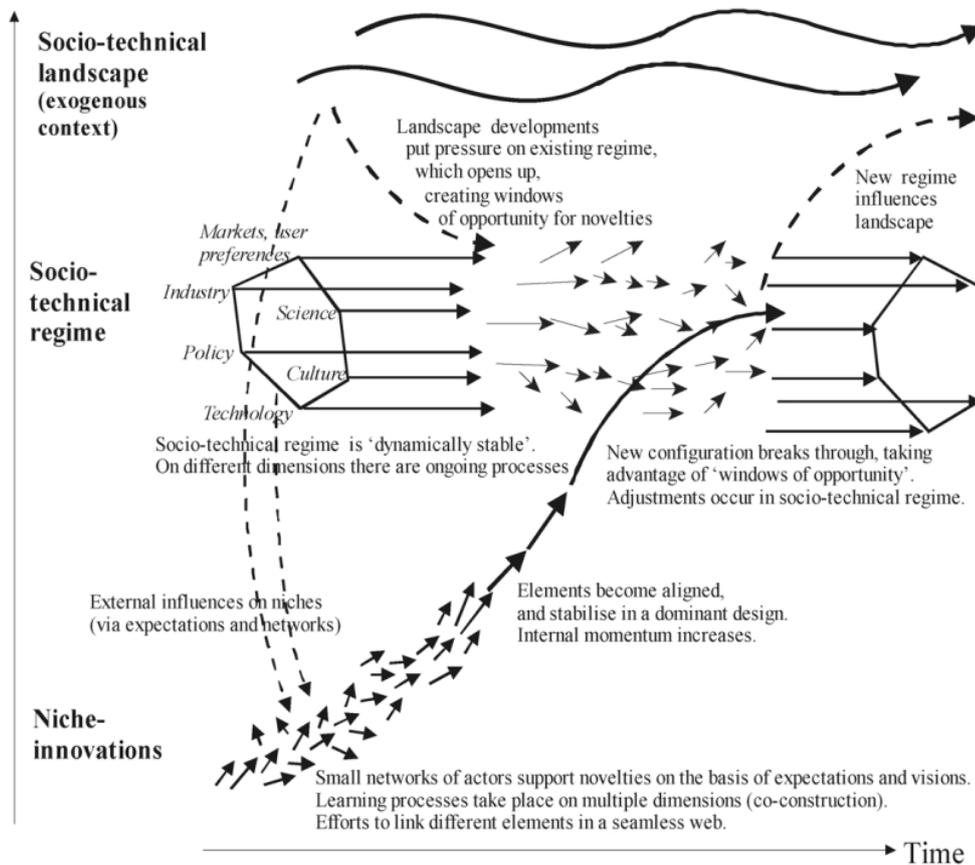 Socio-technical
landscape
(exogenous
context)
Landscape developments
put pressure on existing regime,
which opens up,
creating windows
of opportunity for novelties
New regime
influences
landscape
Markets, user
preferences
Socio-
technical
regime
Industry
Science
Policy
Culture
Technology
Socio-technical regime is ‘dynamically stable’.
On different dimensions there are ongoing processes
New configuration breaks through, taking
advantage of ‘windows of opportunity’.
Adjustments occur in socio-technical regime.
External influences on niches
(via expectations and networks)
Elements become aligned,
and stabilise in a dominant design.
Internal momentum increases.
Niche-
innovations
Small networks of actors support novelties on the basis of expectations and visions.
Learning processes take place on multiple dimensions (co-construction).
Efforts to link different elements in a seamless web.
Time